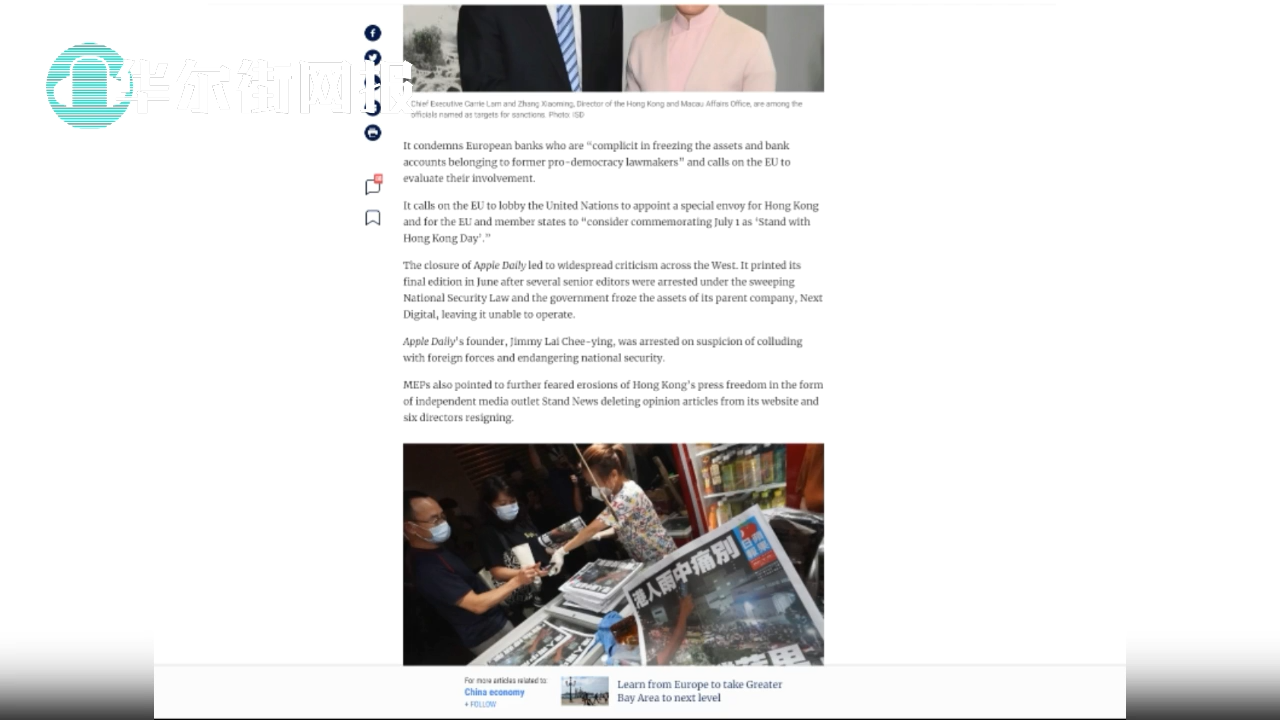 华尔街网报
Chief Executive Carrie Lam and Zhang Xiaoming, Director of the Hong Kong and Macau Affairs Office, are among the
officials named as targets for sanctions. Photo: ISD
It condemns European banks who are “complicit in freezing the assets and bank
accounts belonging to former pro-democracy lawmakers” and calls on the EU to
evaluate their involvement.
It calls on the EU to lobby the United Nations to appoint a special envoy for Hong Kong
and for the EU and member states to “consider commemorating July 1 as ‘Stand with
Hong Kong Day’.”
The closure of Apple Daily led to widespread criticism across the West. It printed its
final edition in June after several senior editors were arrested under the sweeping
National Security Law and the government froze the assets of its parent company, Next
Digital, leaving it unable to operate.
Apple Daily’s founder, Jimmy Lai Chee-ying, was arrested on suspicion of colluding
with foreign forces and endangering national security.
MEPs also pointed to further feared erosions of Hong Kong’s press freedom in the form
of independent media outlet Stand News deleting opinion articles from its website and
six directors resigning.
港人雨中痛別
For more articles related to:
China economy
+ FOLLOW
Learn from Europe to take Greater
Bay Area to next level